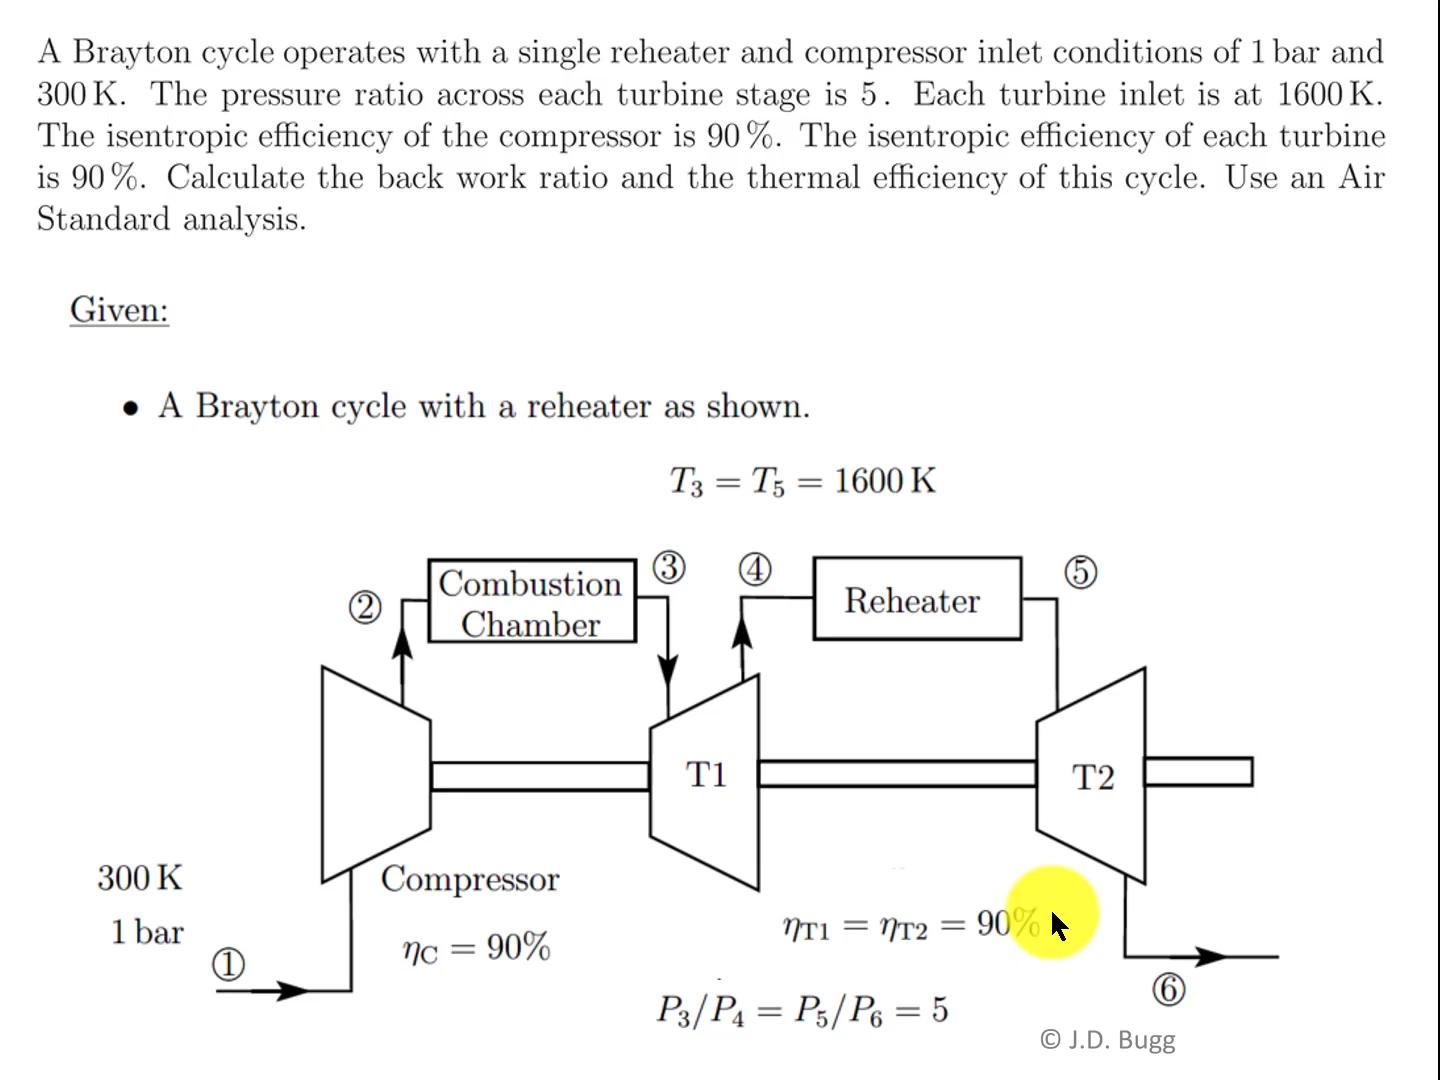 A Brayton cycle operates with a single reheater and compressor inlet conditions of 1 bar and
300 K. The pressure ratio across each turbine stage is 5. Each turbine inlet is at 1600 K.
The isentropic efficiency of the compressor is 90 %. The isentropic efficiency of each turbine
is 90 %. Calculate the back work ratio and the thermal efficiency of this cycle. Use an Air
Standard analysis.
Given:
• A Brayton cycle with a reheater as shown.
T₃ = T₅ = 1600 K
② Combustion Chamber ③ ④ Reheater ⑤
T1
T2
300 K
1 bar
①
Compressor
ηC = 90%
ηT1 = ηT2 = 90%
P₃/P₄ = P₅/P₆ = 5
⑥
© J.D. Bugg